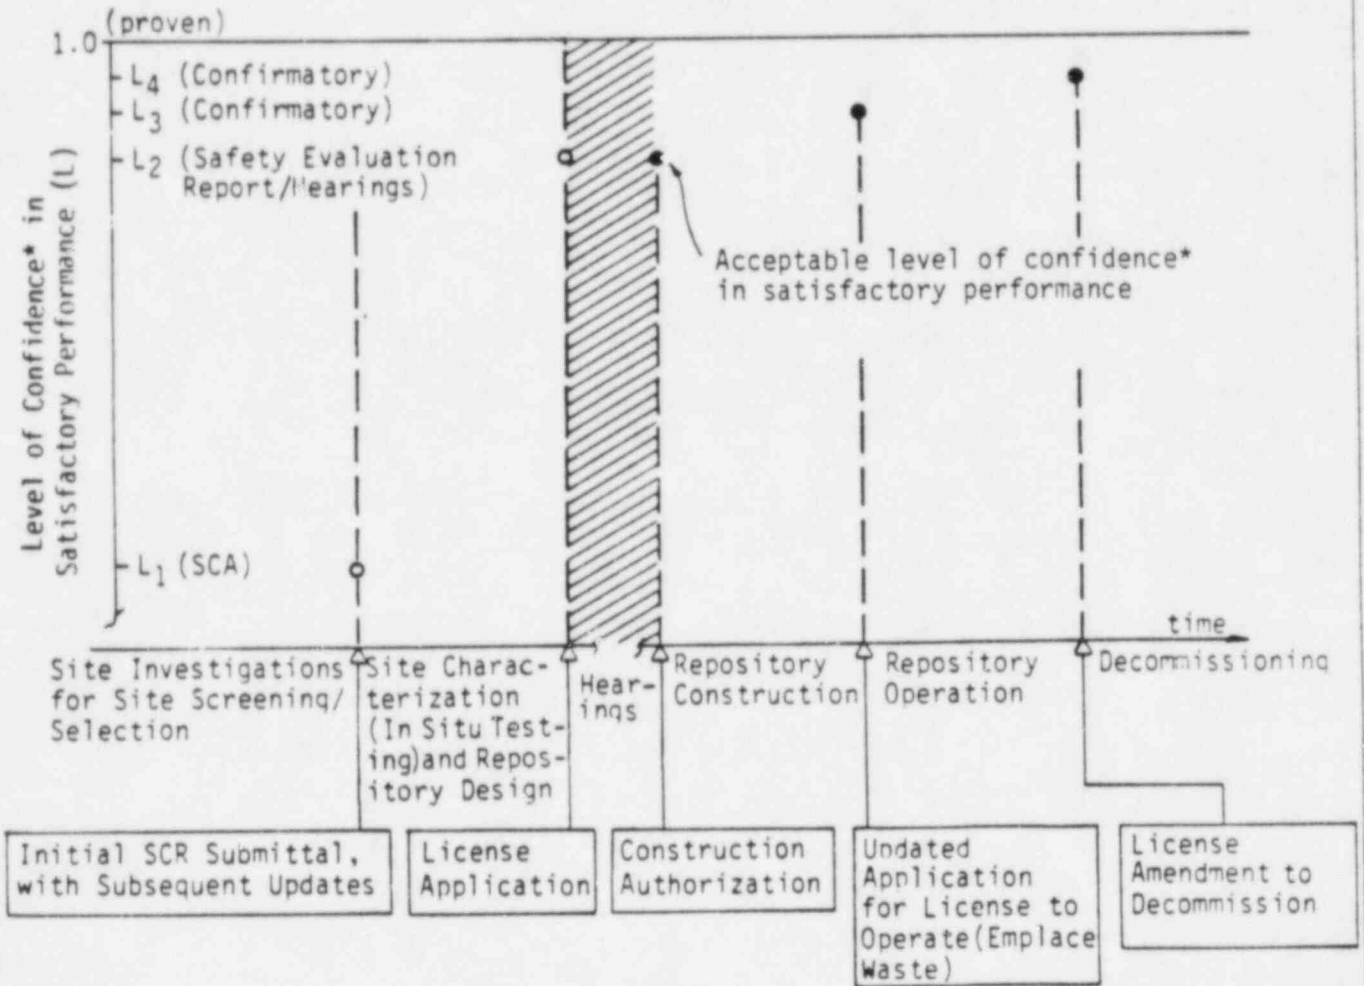 (proven)
1.0
L4 (Confirmatory)
L3 (Confirmatory)
L2 (Safety Evaluation
Report/Hearings)
Level of Confidence* in
Satisfactory Performance (L)
Acceptable level of confidence*
in satisfactory performance
L1 (SCA)
time
Site Investigations
for Site Screening/
Selection
Site Charac-
terization
(In Situ Test-
ing)and Repos-
itory Design
Hear-
ings
Repository
Construction
Repository
Operation
Decommissioning
Initial SCR Submittal,
with Subsequent Updates
License
Application
Construction
Authorization
Updated
Application
for License to
Operate(Emplace
Waste)
License
Amendment to
Decommission